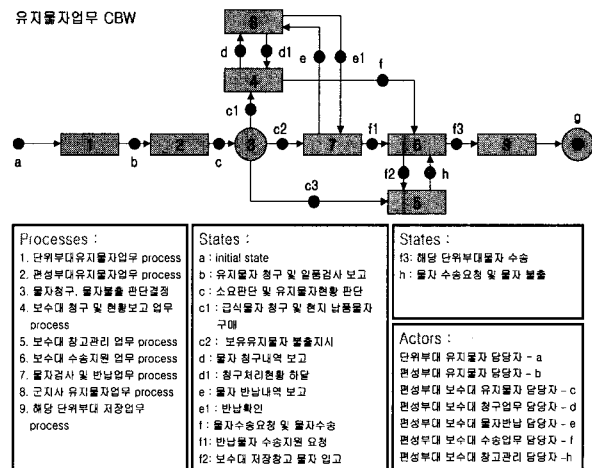 유지물자업무 CBW
8
d
d1
e
e1
f
4
c1
g
c2
f1
f3
1
2
3
7
6
9
a
b
c
f2
h
c3
5
Processes :
1. 단위부대유지물자업무 process
2. 편성부대유지물자업무 process
3. 물자청구, 물자불출 판단결정
4. 보수대 청구 및 현황보고 업무
process
5. 보수대 창고관리 업무 process
6. 보수대 수송지원 업무 process
7. 물자검사 및 반납업무 process
8. 군지사 유지물자업무 process
9. 해당 단위부대 저장업무
process
States :
a : initial state
b : 유지물자 청구 및 일품검사 보고
c : 소요판단 및 유지물자현황 판단
c1 : 급식물자 청구 및 현지 납품물자
구매
c2 : 보유유지물자 불출지시
d : 물자 청구내역 보고
d1 : 청구처리현황 하달
e : 물자 반납내역 보고
e1 : 반납확인
f : 물자수송요청 및 물자수송
f1: 반납물자 수송지원 요청
f2: 보수대 저장창고 물자 입고
States :
f3: 해당 단위부대물자 수송
h : 물자 수송요청 및 물자 불출
Actors :
단위부대 유지물자 담당자 - a
편성부대 유지물자 담당자 - b
편성부대 보수대 유지물자 담당자 - c
편성부대 보수대 청구업무 담당자 - d
편성부대 보수대 물자반납 담당자 - e
편성부대 보수대 수송업무 담당자 - f
편성부대 보수대 창고관리 담당자 -h